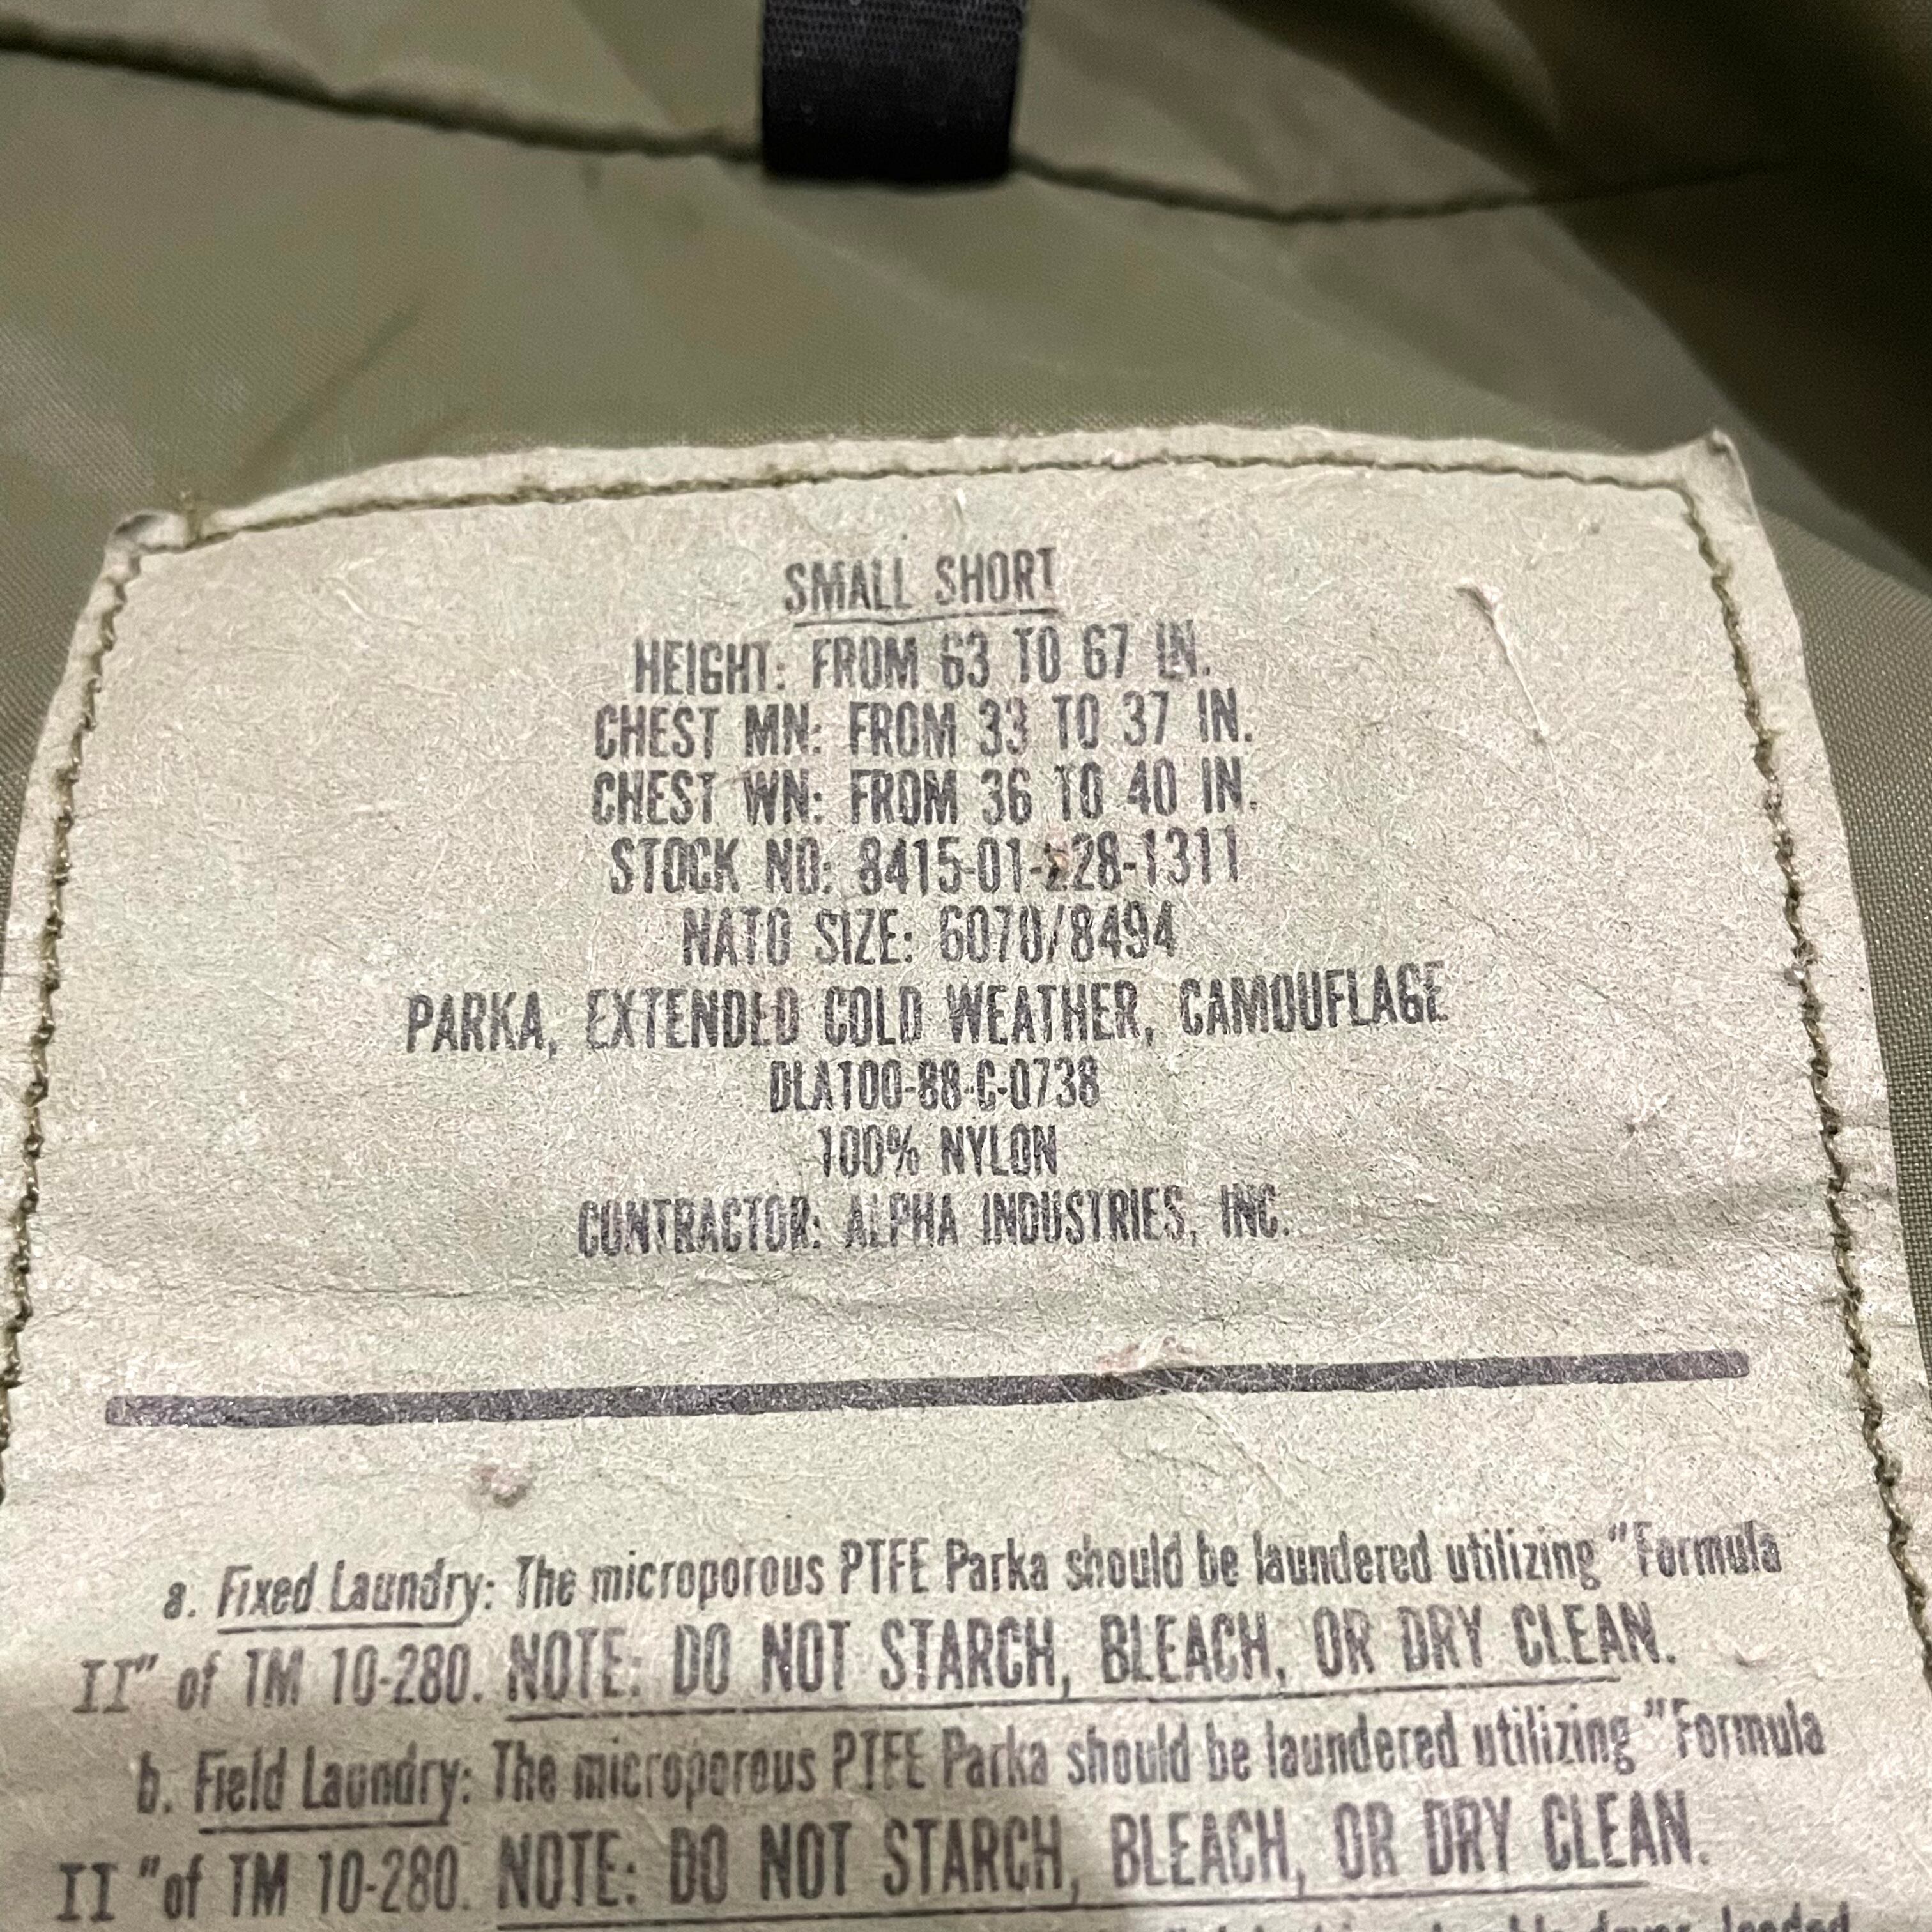 SMALL SHORT
HEIGHT: FROM 63 TO 67 IN.
CHEST MN: FROM 33 TO 37 IN.
CHEST WN: FROM 36 TO 40 IN.
STOCK NO: 8415-01-228-1311
NATO SIZE: 6070/8494
PARKA, EXTENDED COLD WEATHER, CAMOUFLAGE
DLA100-88-C-0738
100% NYLON
CONTRACTOR: ALPHA INDUSTRIES, INC.
a. Fixed Laundry: The microporous PTFE Parka should be laundered utilizing "Formula
II" of TM 10-280. NOTE: DO NOT STARCH, BLEACH, OR DRY CLEAN.
b. Field Laundry: The microporous PTFE Parka should be laundered utilizing "Formula
II "of TM 10-280. NOTE: DO NOT STARCH, BLEACH, OR DRY CLEAN.